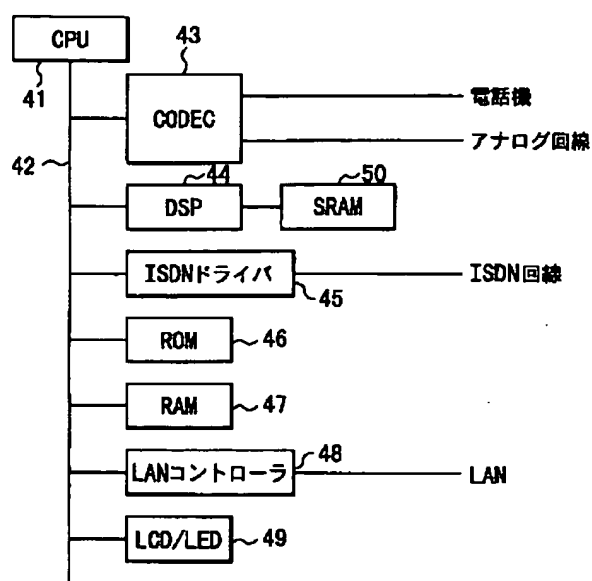 CPU
41
42
43
CODEC
電話機
アナログ回線
44
DSP
50
SRAM
ISDNドライバ
45
ISDN回線
ROM
46
RAM
47
LANコントローラ
48
LAN
LCD/LED
49